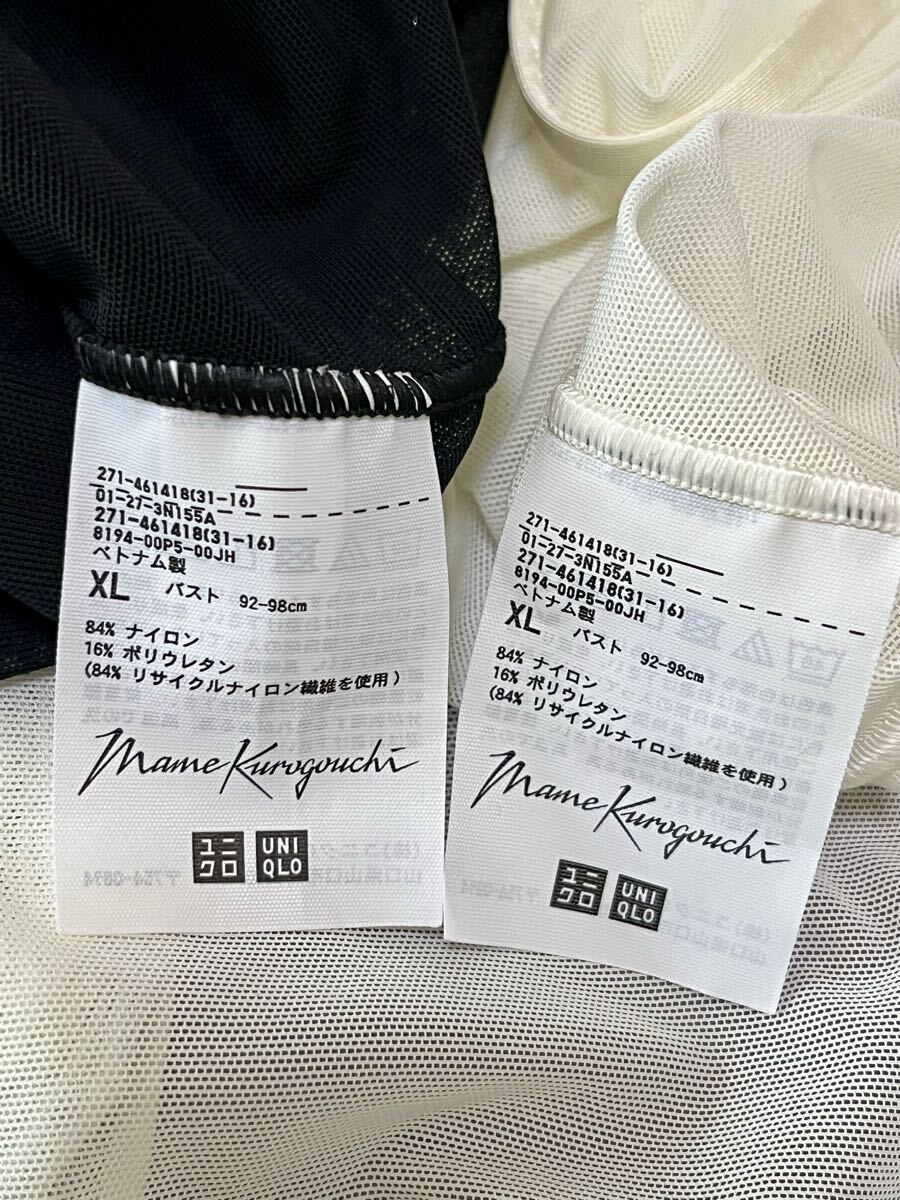 271-461418(31-16)
01-27-3N155A
271-461418(31-16)
8194-00P5-00JH
ベトナム製
XL バスト 92-98cm
84% ナイロン
16% ポリウレタン
(84% リサイクルナイロン繊維を使用)
Mame Kurogouchi
ユニ
クロ
UNI
QLO
271-461418(31-16)
01-27-3N155A
271-461418(31-16)
8194-00P5-00JH
ベトナム製
XL バスト 92-98cm
84% ナイロン
16% ポリウレタン
(84% リサイクルナイロン繊維を使用)
Mame Kurogouchi
ユニ
クロ
UNI
QLO